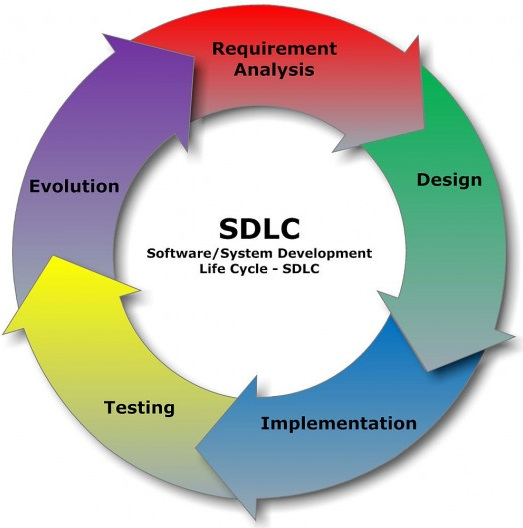 Requirement
Analysis
Design
Implementation
Testing
Evolution
SDLC
Software/System Development
Life Cycle - SDLC